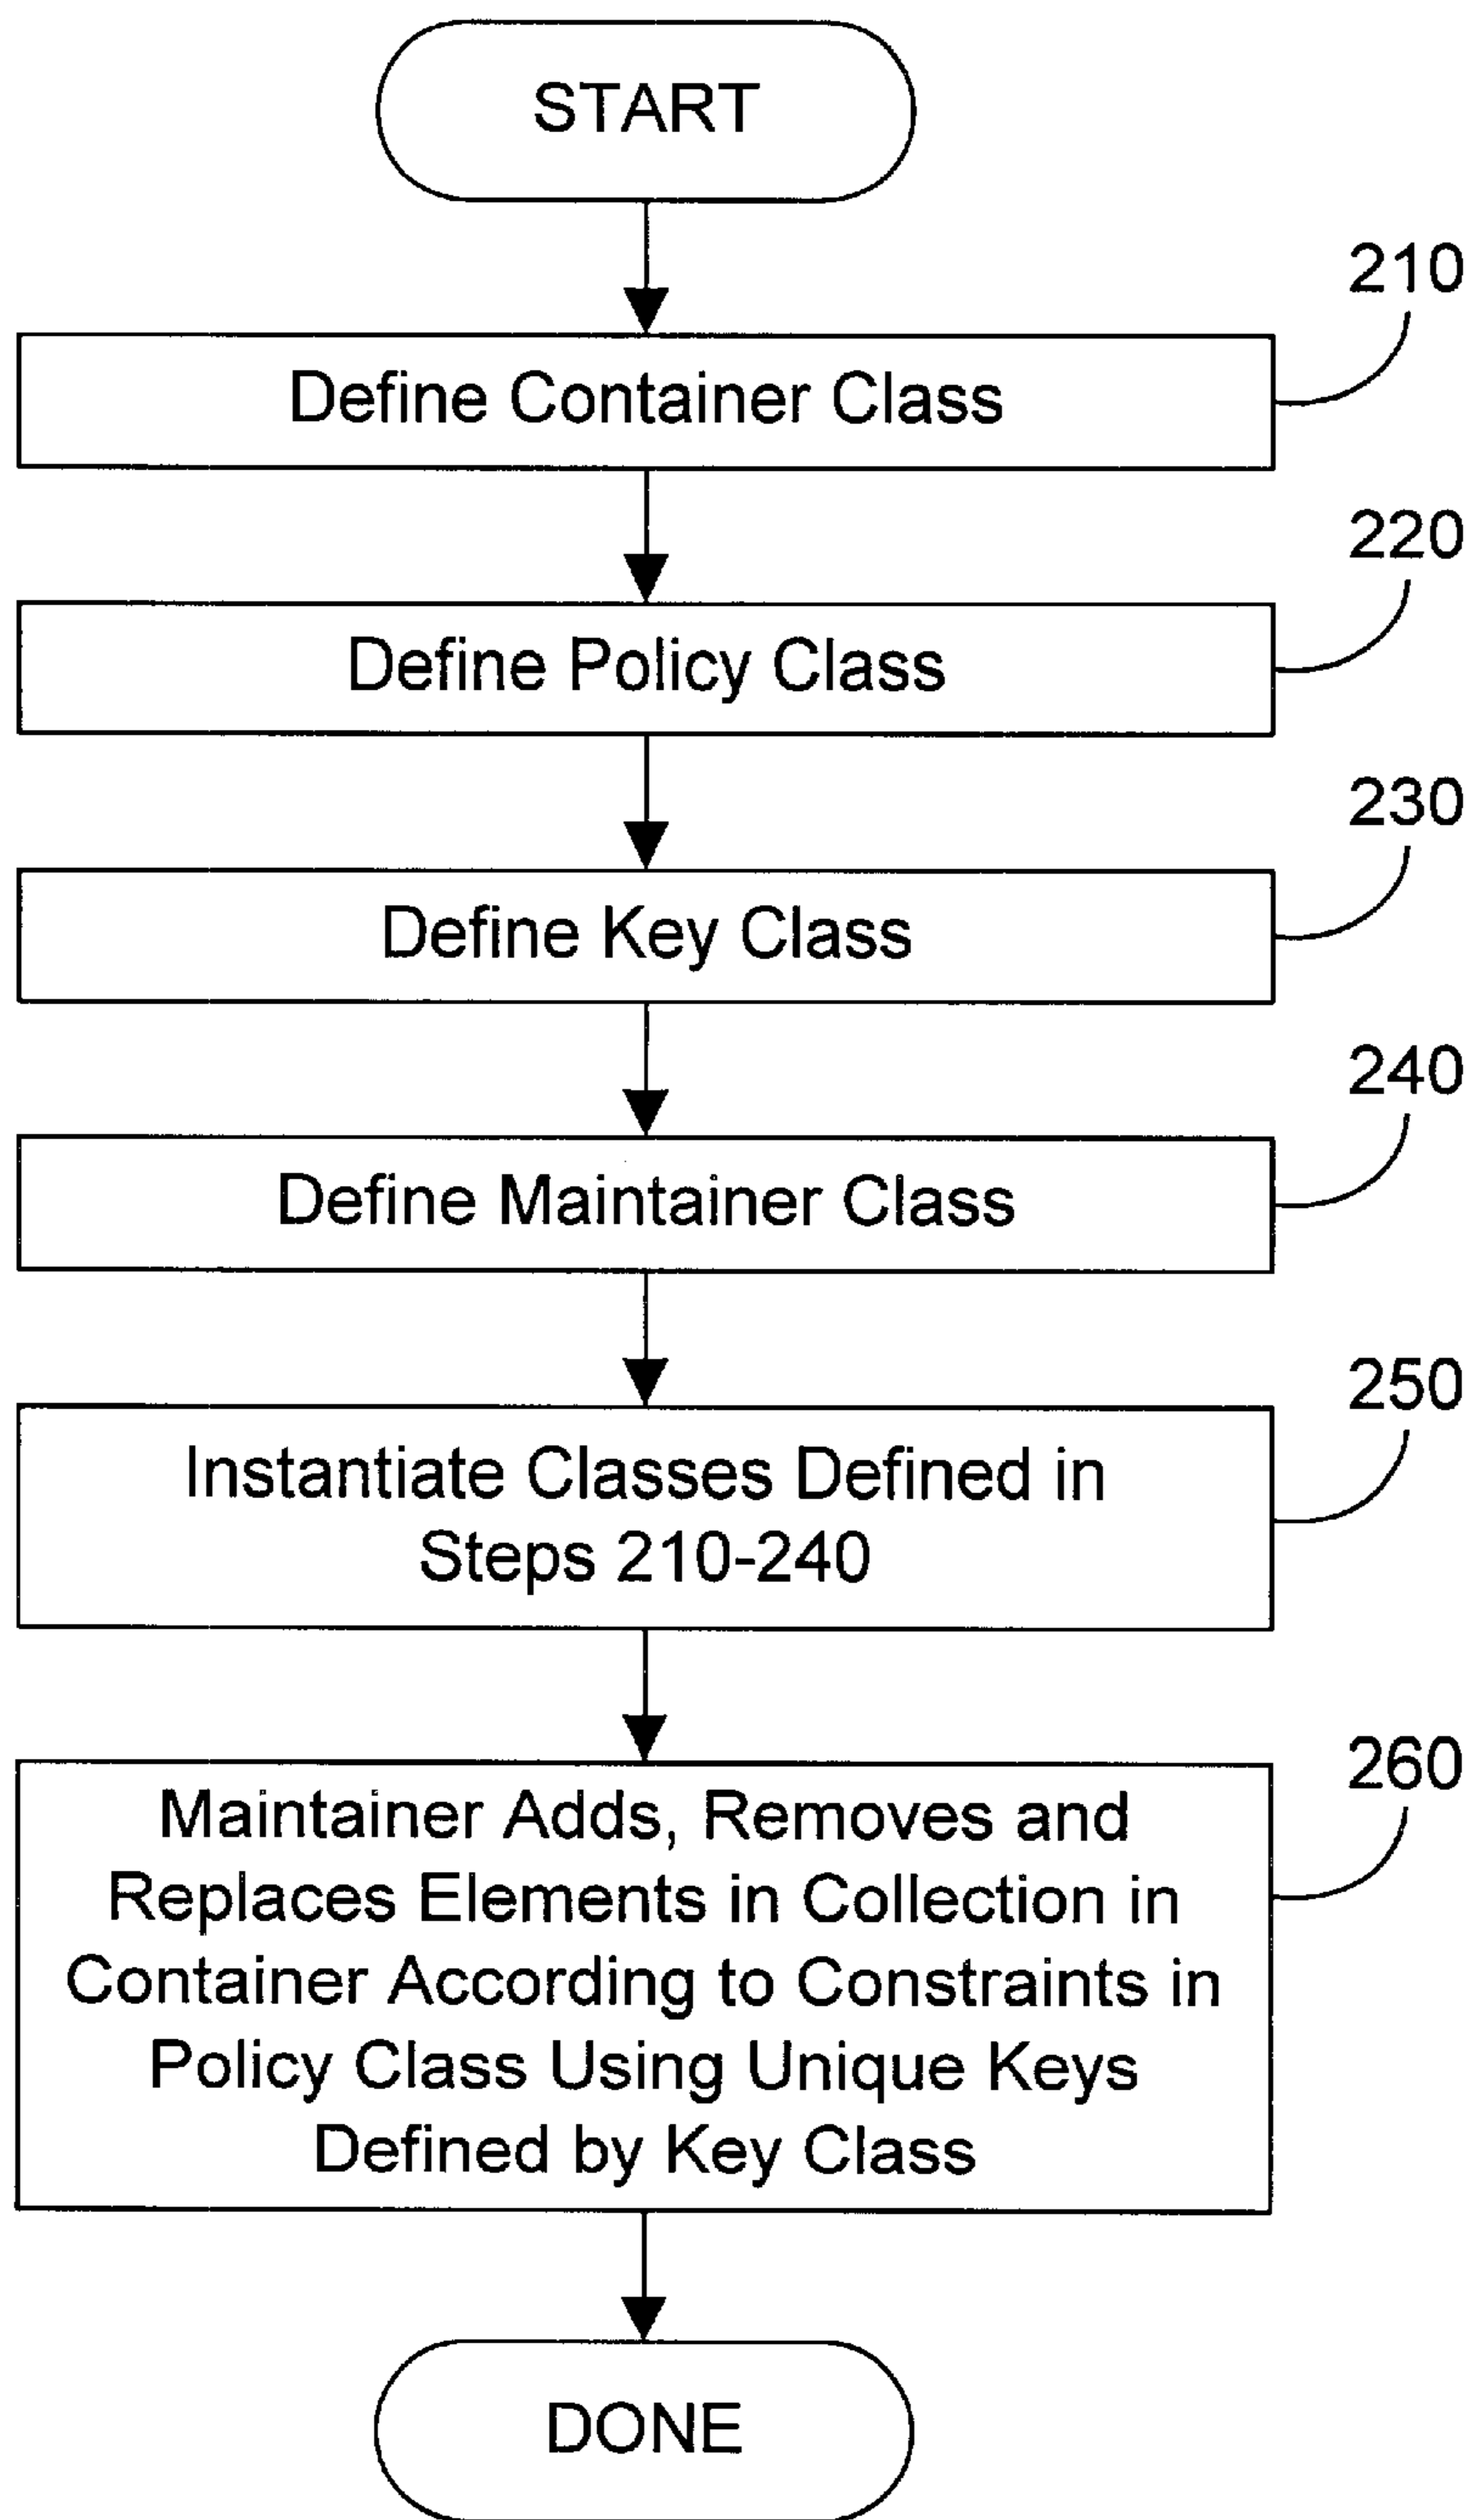 START
210
Define Container Class
220
Define Policy Class
230
Define Key Class
240
Define Maintainer Class
250
Instantiate Classes Defined in
Steps 210-240
260
Maintainer Adds, Removes and
Replaces Elements in Collection in
Container According to Constraints in
Policy Class Using Unique Keys
Defined by Key Class
DONE